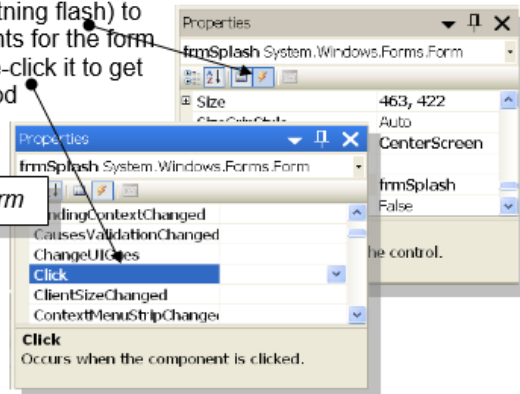 tning flash) to
nts for the form
e-click it to get
od
Properties
frmSplash System.Windows.Forms.Form
Size 463, 422
Auto
CenterScreen
frmSplash
False
he control.
rm
Properties
frmSplash System.Windows.Forms.Form
ndingContextChanged
CausesValidationChanged
ChangeUICues
Click
ClientSizeChanged
ContextMenuStripChange
Click
Occurs when the component is clicked.